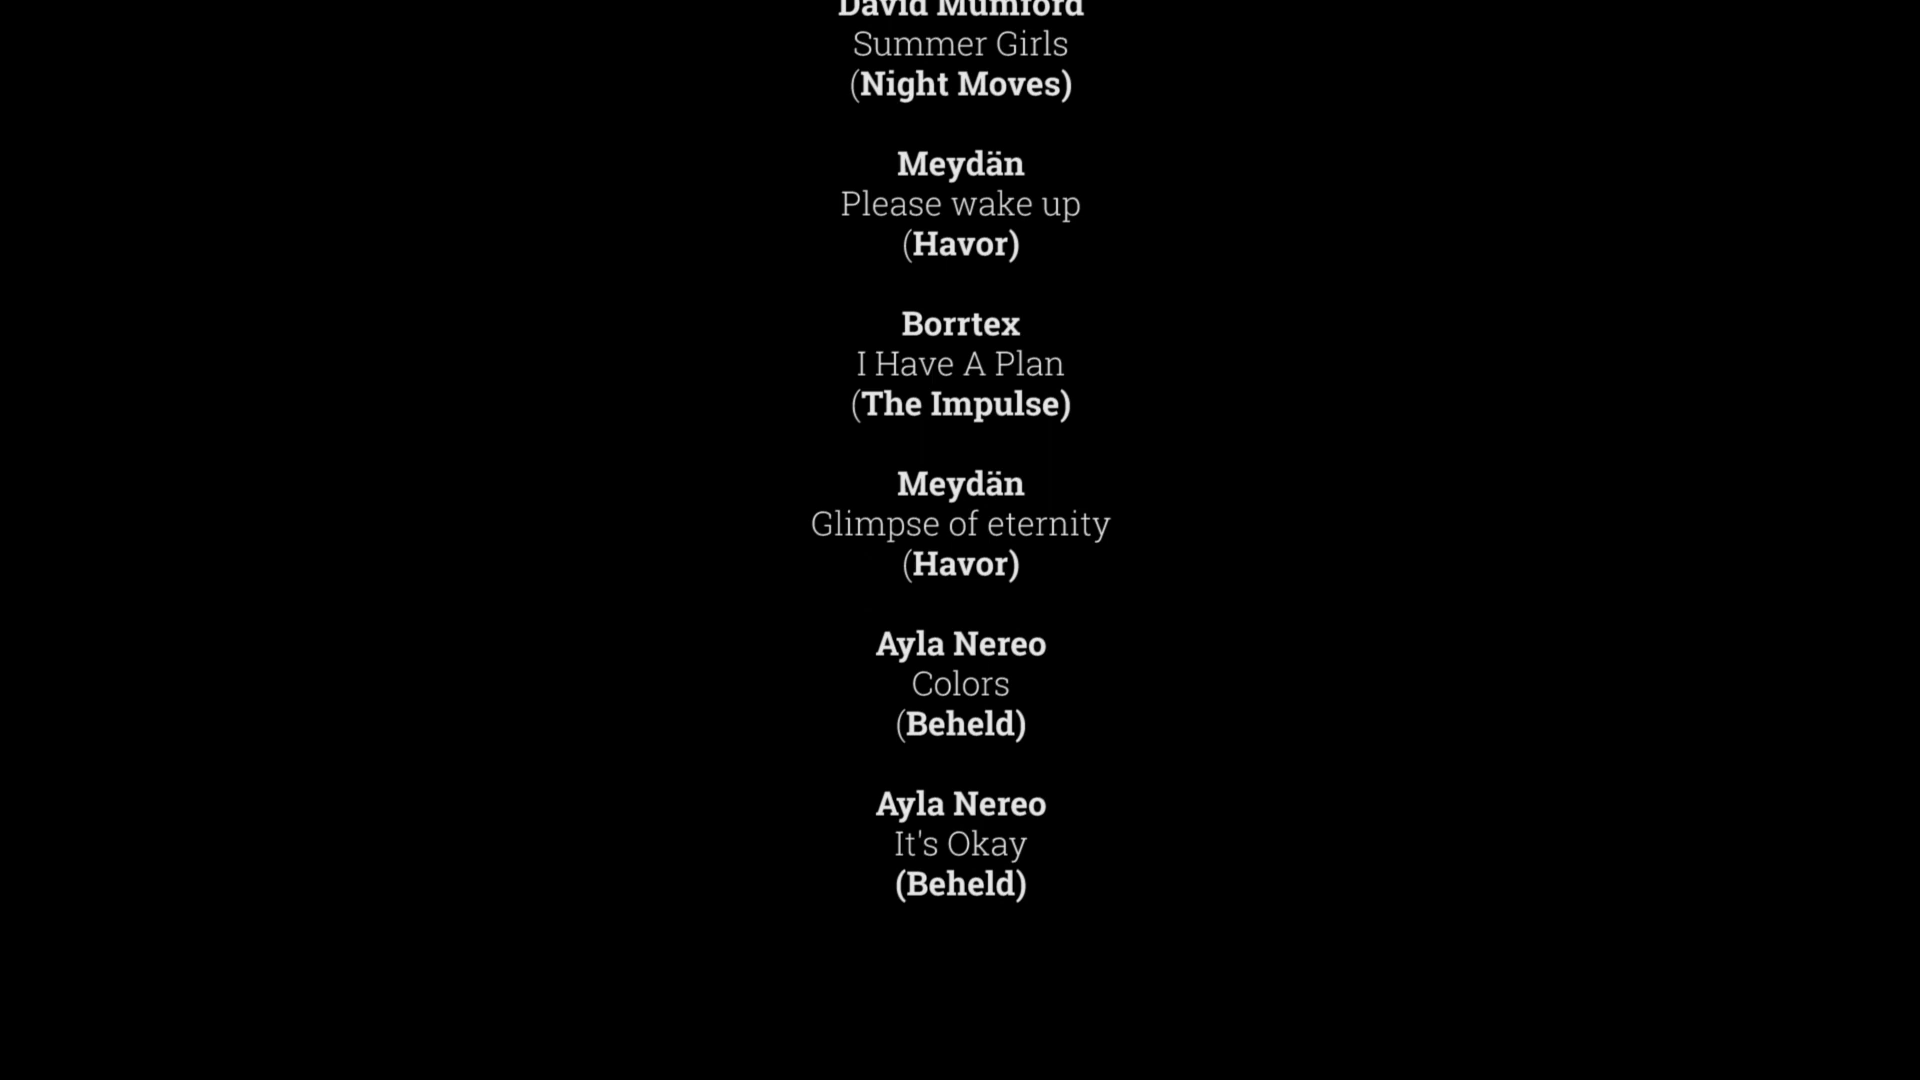 David Mumford
Summer Girls
(Night Moves)
Meydän
Please wake up
(Havor)
Borrtex
I Have A Plan
(The Impulse)
Meydän
Glimpse of eternity
(Havor)
Ayla Nereo
Colors
(Beheld)
Ayla Nereo
It's Okay
(Beheld)